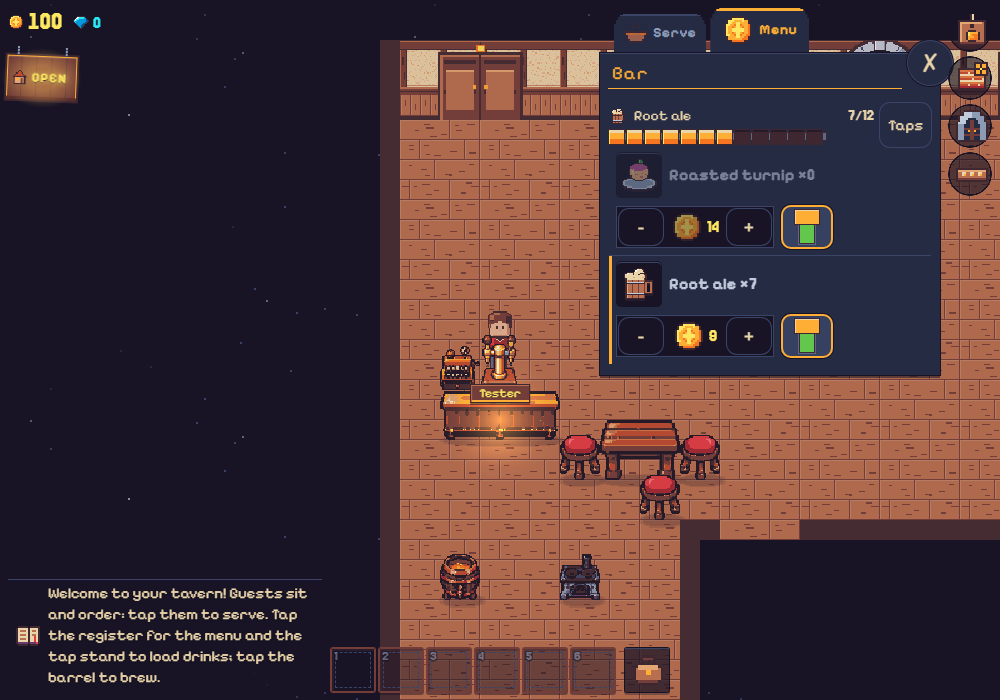 100 0
OPEN
Serve
Menu
X
Bar
Root ale
7/12
Taps
Roasted turnip ×0
- 14 +
Root ale ×7
- 9 +
Tester
Welcome to your tavern! Guests sit
and order: tap them to serve. Tap
the register for the menu and the
tap stand to load drinks; tap the
barrel to brew.
1 2 3 4 5 6